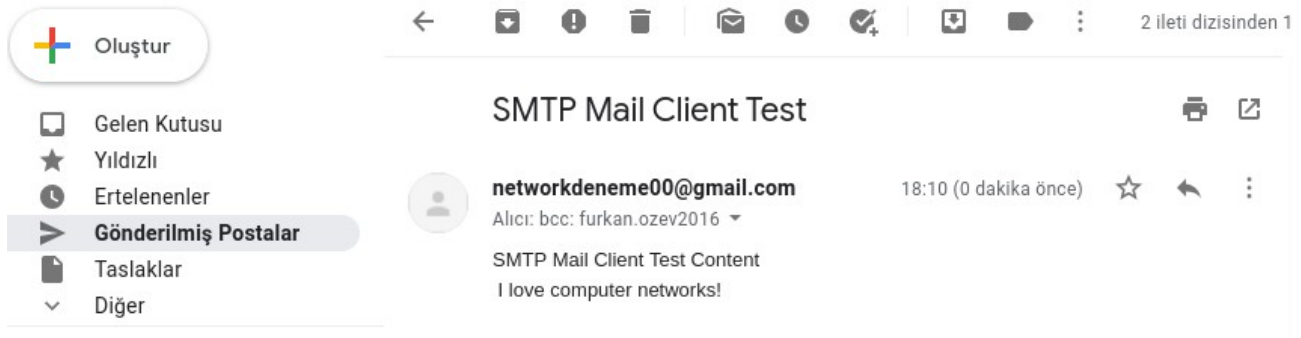 Oluştur
Gelen Kutusu
Yıldızlı
Ertelenenler
Gönderilmiş Postalar
Taslaklar
Diğer
2 ileti dizisinden 1
SMTP Mail Client Test
networkdeneme00@gmail.com 18:10 (0 dakika önce)
Alıcı: bcc: furkan.ozev2016
SMTP Mail Client Test Content
I love computer networks!